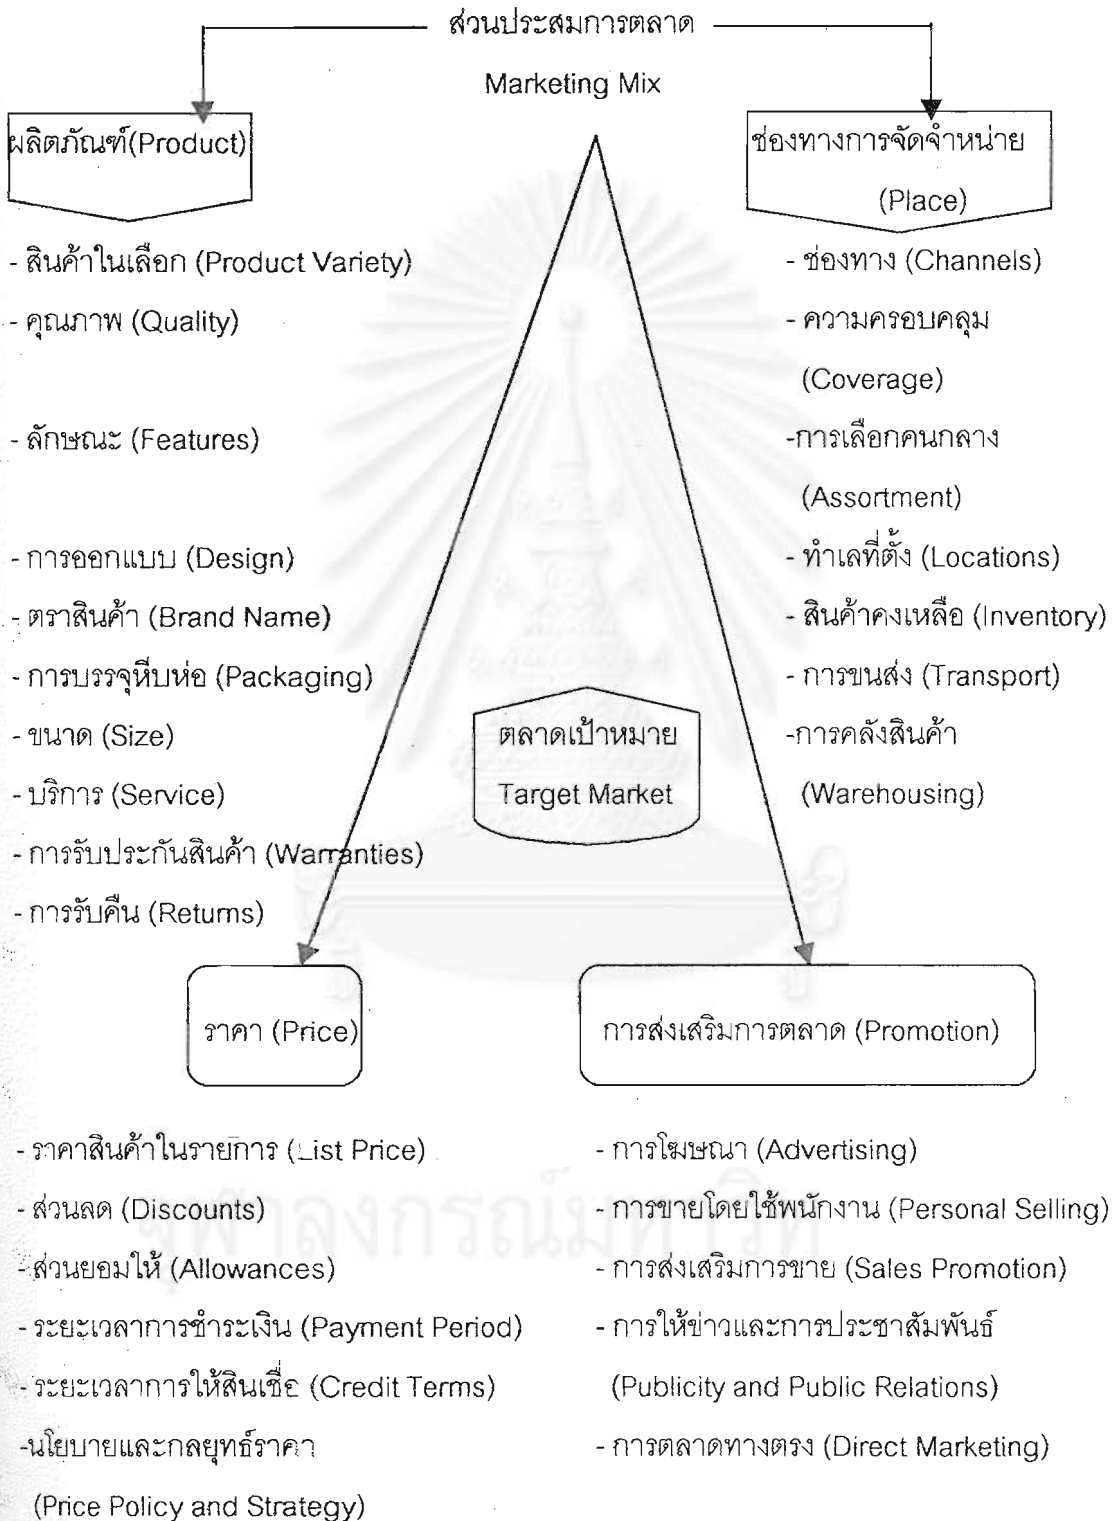 ส่วนประสมการตลาด
Marketing Mix
ผลิตภัณฑ์(Product)
- สินค้าในเลือก (Product Variety)
- คุณภาพ (Quality)
- ลักษณะ (Features)
- การออกแบบ (Design)
- ตราสินค้า (Brand Name)
- การบรรจุหีบห่อ (Packaging)
- ขนาด (Size)
- บริการ (Service)
- การรับประกันสินค้า (Warranties)
- การรับคืน (Returns)
ช่องทางการจัดจำหน่าย
(Place)
- ช่องทาง (Channels)
- ความครอบคลุม
(Coverage)
-การเลือกคนกลาง
(Assortment)
- ทำเลที่ตั้ง (Locations)
- สินค้าคงเหลือ (Inventory)
- การขนส่ง (Transport)
-การคลังสินค้า
(Warehousing)
ตลาดเป้าหมาย
Target Market
ราคา (Price)
- ราคาสินค้าในรายการ (List Price)
- ส่วนลด (Discounts)
- ส่วนยอมให้ (Allowances)
- ระยะเวลาการชำระเงิน (Payment Period)
- ระยะเวลาการให้สินเชื่อ (Credit Terms)
-นโยบายและกลยุทธ์ราคา
(Price Policy and Strategy)
การส่งเสริมการตลาด (Promotion)
- การโฆษณา (Advertising)
- การขายโดยใช้พนักงาน (Personal Selling)
- การส่งเสริมการขาย (Sales Promotion)
- การให้ข่าวและการประชาสัมพันธ์
(Publicity and Public Relations)
- การตลาดทางตรง (Direct Marketing)